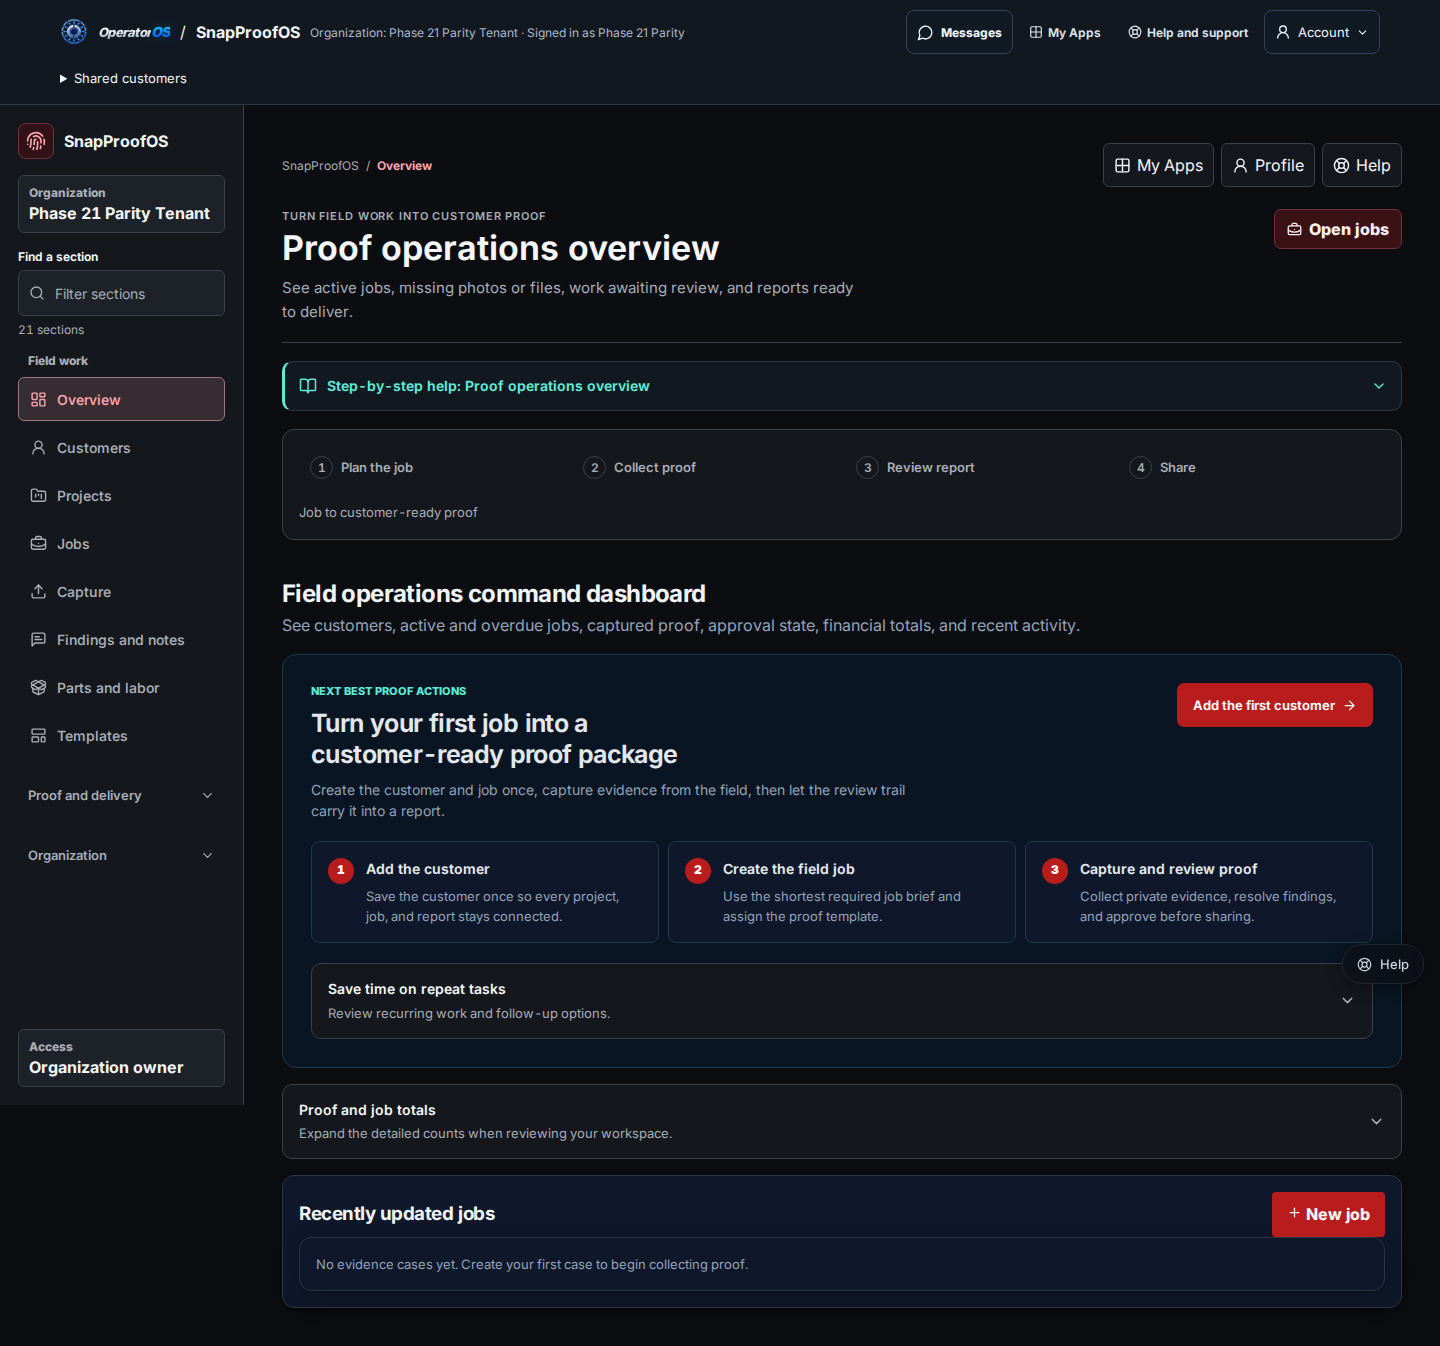 OperatorOS / SnapProofOS Organization: Phase 21 Parity Tenant · Signed in as Phase 21 Parity
Messages My Apps Help and support Account
Shared customers
SnapProofOS
Organization
Phase 21 Parity Tenant
Find a section
Filter sections
21 sections
Field work
Overview
Customers
Projects
Jobs
Capture
Findings and notes
Parts and labor
Templates
Proof and delivery
Organization
Access
Organization owner
SnapProofOS / Overview
My Apps Profile Help
TURN FIELD WORK INTO CUSTOMER PROOF
Proof operations overview
Open jobs
See active jobs, missing photos or files, work awaiting review, and reports ready
to deliver.
Step-by-step help: Proof operations overview
1 Plan the job 2 Collect proof 3 Review report 4 Share
Job to customer-ready proof
Field operations command dashboard
See customers, active and overdue jobs, captured proof, approval state, financial totals, and recent activity.
NEXT BEST PROOF ACTIONS
Add the first customer
Turn your first job into a
customer-ready proof package
Create the customer and job once, capture evidence from the field, then let the review trail
carry it into a report.
1 Add the customer
Save the customer once so every project,
job, and report stays connected.
2 Create the field job
Use the shortest required job brief and
assign the proof template.
3 Capture and review proof
Collect private evidence, resolve findings,
and approve before sharing.
Help
Save time on repeat tasks
Review recurring work and follow-up options.
Proof and job totals
Expand the detailed counts when reviewing your workspace.
Recently updated jobs
+ New job
No evidence cases yet. Create your first case to begin collecting proof.